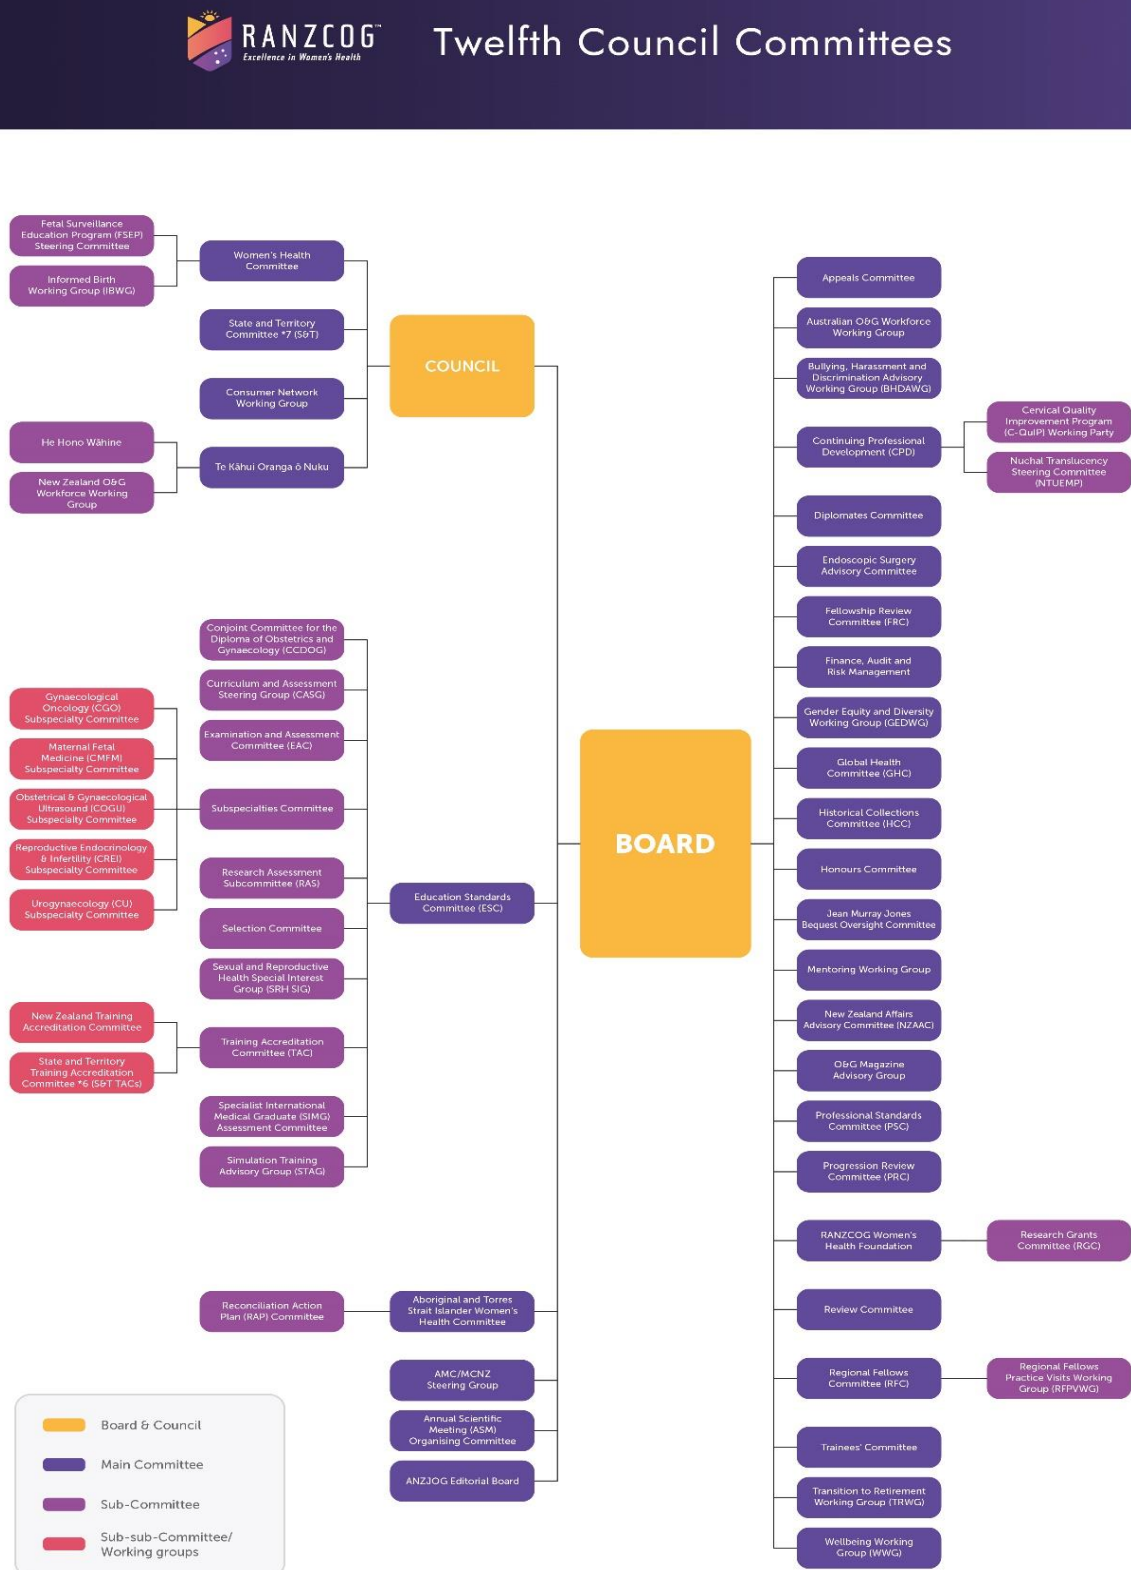 RANZCOG™
Excellence in Women's Health
Twelfth Council Committees
Fetal Surveillance
Education Program (FSEP)
Steering Committee
Informed Birth
Working Group (IBWG)
Women's Health
Committee
State and Territory
Committee *7 (S&T)
Consumer Network
Working Group
He Hono Wāhine
New Zealand O&G
Workforce Working
Group
Te Kāhui Oranga ō Nuku
COUNCIL
Conjoint Committee for the
Diploma of Obstetrics and
Gynaecology (CCDOG)
Curriculum and Assessment
Steering Group (CASG)
Examination and Assessment
Committee (EAC)
Gynaecological
Oncology (CGO)
Subspecialty Committee
Maternal Fetal
Medicine (CMFM)
Subspecialty Committee
Obstetrical & Gynaecological
Ultrasound (COGU)
Subspecialty Committee
Reproductive Endocrinology
& Infertility (CREI)
Subspecialty Committee
Urogynaecology (CU)
Subspecialty Committee
Subspecialties Committee
Research Assessment
Subcommittee (RAS)
Selection Committee
Sexual and Reproductive
Health Special Interest
Group (SRH SIG)
New Zealand Training
Accreditation Committee
State and Territory
Training Accreditation
Committee *6 (S&T TACs)
Training Accreditation
Committee (TAC)
Specialist International
Medical Graduate (SIMG)
Assessment Committee
Simulation Training
Advisory Group (STAG)
Education Standards
Committee (ESC)
Reconciliation Action
Plan (RAP) Committee
Aboriginal and Torres
Strait Islander Women's
Health Committee
AMC/MCNZ
Steering Group
Annual Scientific
Meeting (ASM)
Organising Committee
ANZJOG Editorial Board
BOARD
Appeals Committee
Australian O&G Workforce
Working Group
Bullying, Harassment and
Discrimination Advisory
Working Group (BHDAWG)
Continuing Professional
Development (CPD)
Cervical Quality
Improvement Program
(C-QuIP) Working Party
Nuchal Translucency
Steering Committee
(NTUEMP)
Diplomates Committee
Endoscopic Surgery
Advisory Committee
Fellowship Review
Committee (FRC)
Finance, Audit and
Risk Management
Gender Equity and Diversity
Working Group (GEDWG)
Global Health
Committee (GHC)
Historical Collections
Committee (HCC)
Honours Committee
Jean Murray Jones
Bequest Oversight Committee
Mentoring Working Group
New Zealand Affairs
Advisory Committee (NZAAC)
O&G Magazine
Advisory Group
Professional Standards
Committee (PSC)
Progression Review
Committee (PRC)
RANZCOG Women's
Health Foundation
Research Grants
Committee (RGC)
Review Committee
Regional Fellows
Committee (RFC)
Regional Fellows
Practice Visits Working
Group (RFPVWG)
Trainees' Committee
Transition to Retirement
Working Group (TRWG)
Wellbeing Working
Group (WWG)
Board & Council
Main Committee
Sub-Committee
Sub-sub-Committee/
Working groups